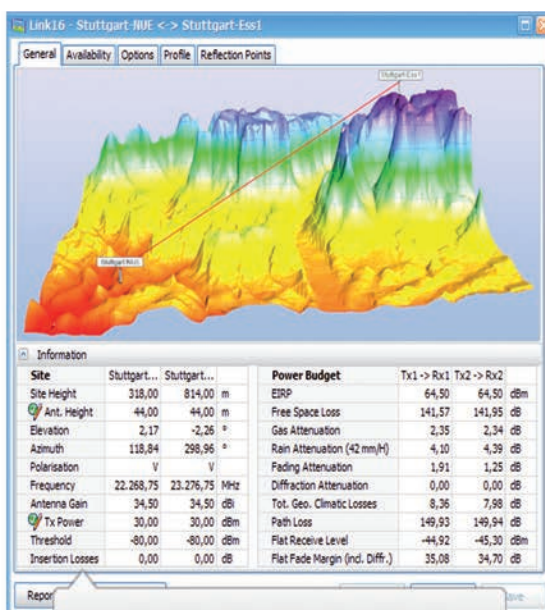 Link16 - Stuttgart-NUE <-> Stuttgart-Ess1
General Availability Options Profile Reflection Points
Stuttgart-Ess1
Stuttgart-NUE
Information
Site Stuttgart... Stuttgart... Power Budget Tx1 -> Rx1 Tx2 -> Rx2
Site Height 318,00 814,00 m EIRP 64,50 64,50 dBm
Ant. Height 44,00 44,00 m Free Space Loss 141,57 141,95 dB
Elevation 2,17 -2,26 ° Gas Attenuation 2,35 2,34 dB
Azimuth 118,84 298,96 ° Rain Attenuation (42 mm/H) 4,10 4,39 dB
Polarisation V V Fading Attenuation 1,91 1,25 dB
Frequency 22.268,75 23.276,75 MHz Diffraction Attenuation 0,00 0,00 dB
Antenna Gain 34,50 34,50 dBi Tot. Geo. Climatic Losses 8,36 7,98 dB
Tx Power 30,00 30,00 dBm Path Loss 149,93 149,94 dB
Threshold -80,00 -80,00 dBm Flat Receive Level -44,92 -45,30 dBm
Insertion Losses 0,00 0,00 dB Flat Fade Margin (incl. Diffr.) 35,08 34,70 dB
Repor